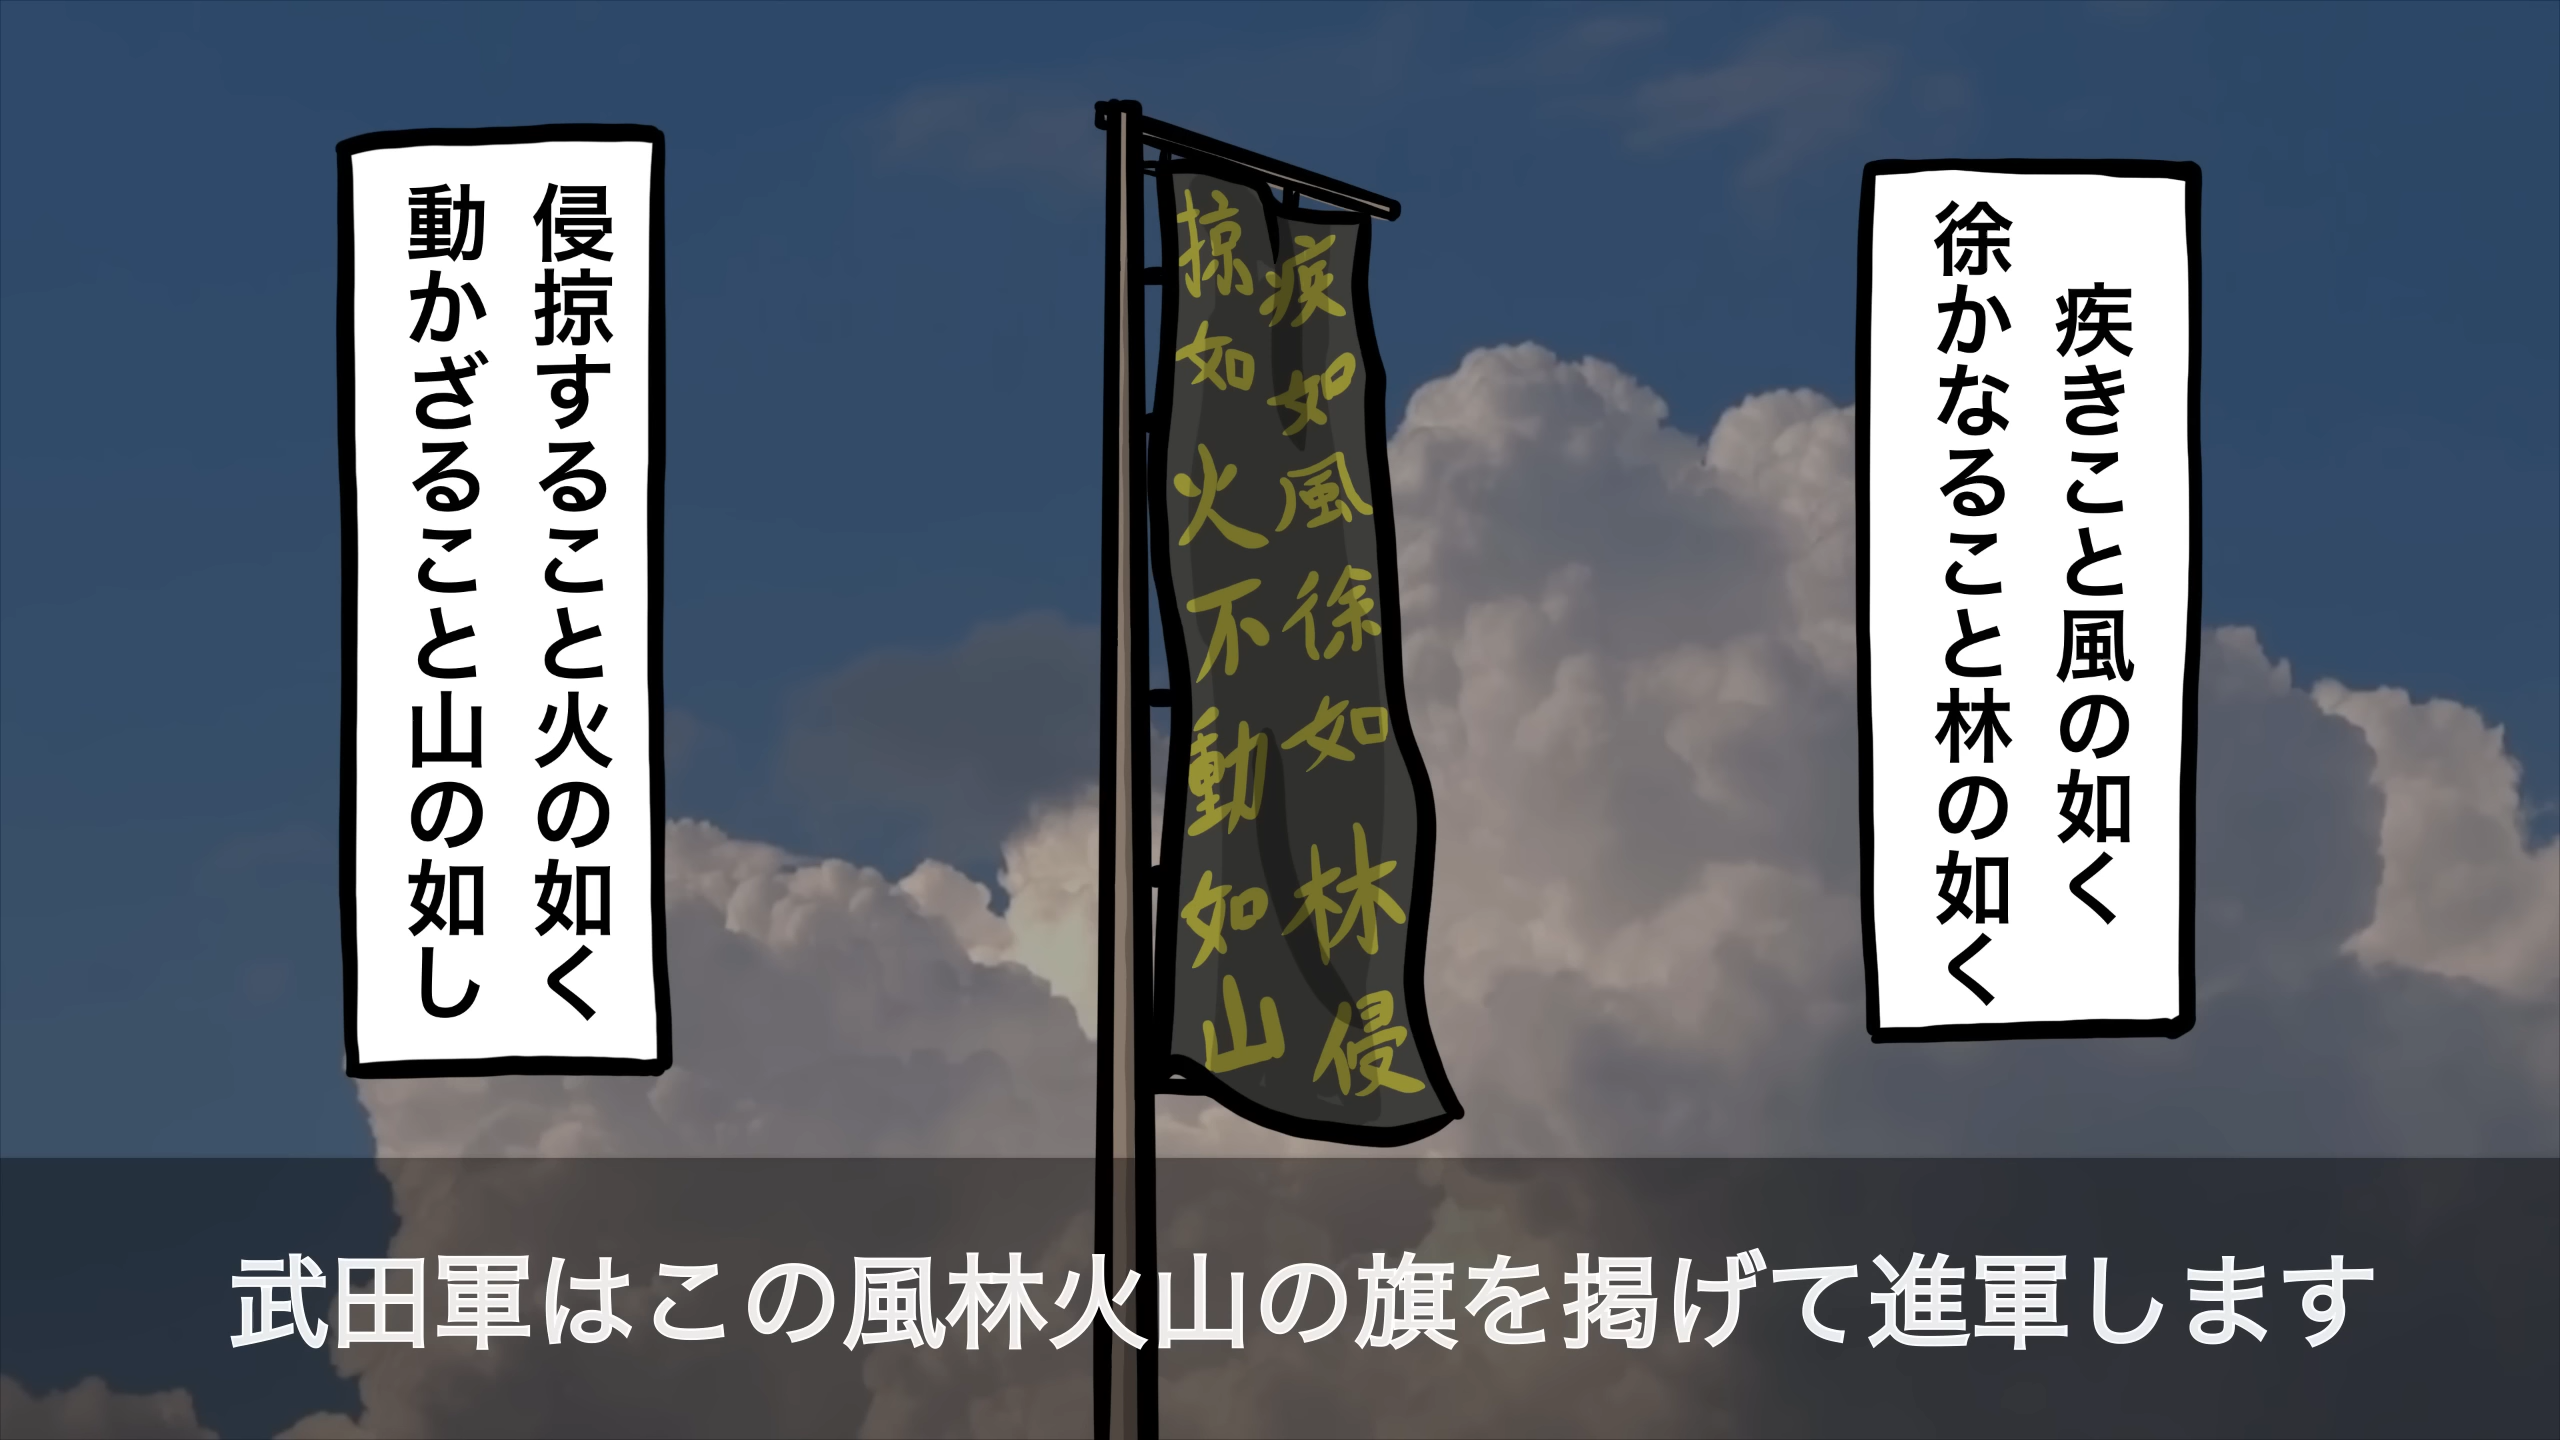 疾きこと風の如く
徐かなること林の如く
疾如風徐如林侵
掠如火不動如山
侵掠すること火の如く
動かざること山の如し
武田軍はこの風林火山の旗を掲げて進軍します